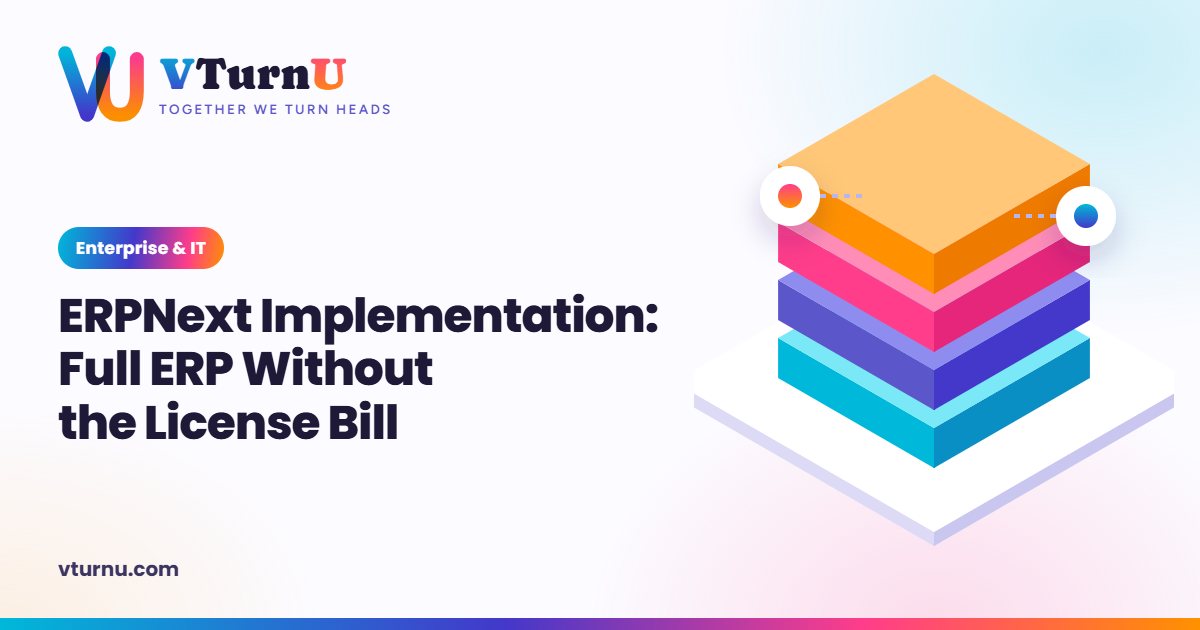 VTurnU
TOGETHER WE TURN HEADS
Enterprise & IT
ERPNext Implementation:
Full ERP Without
the License Bill
vturnu.com